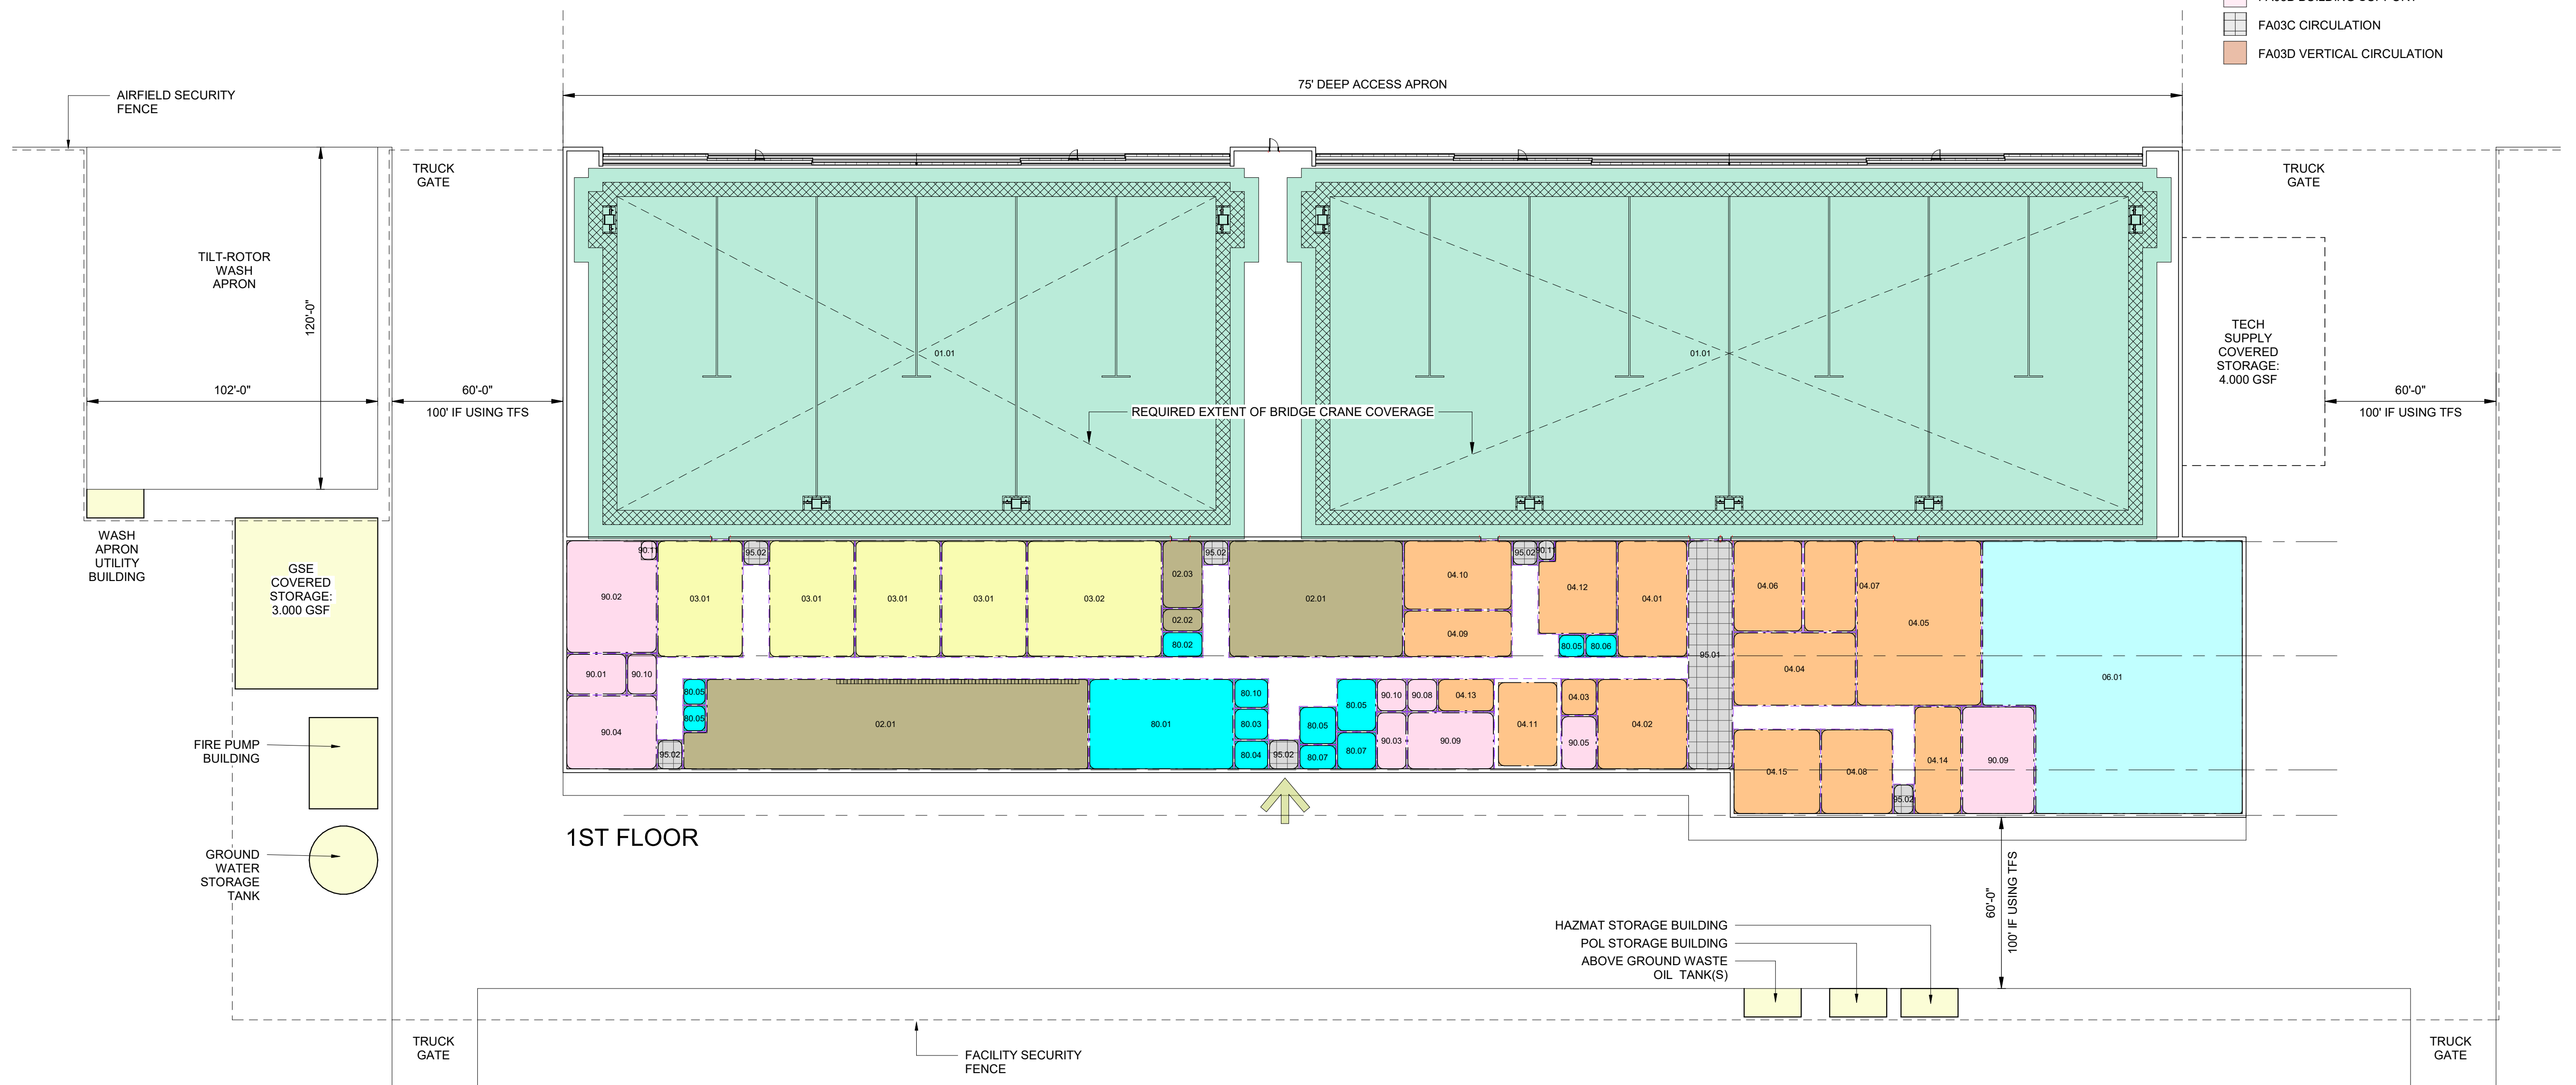 FA03C CIRCULATION
FA03D VERTICAL CIRCULATION
75' DEEP ACCESS APRON
AIRFIELD SECURITY
FENCE
TRUCK
GATE
TRUCK
GATE
TILT-ROTOR
WASH
APRON
120'-0"
102'-0"
60'-0"
100' IF USING TFS
01.01
01.01
REQUIRED EXTENT OF BRIDGE CRANE COVERAGE
TECH
SUPPLY
COVERED
STORAGE:
4.000 GSF
60'-0"
100' IF USING TFS
WASH
APRON
UTILITY
BUILDING
GSE
COVERED
STORAGE:
3.000 GSF
90.11
95.02
95.02
95.02
90.11
90.02
03.01
03.01
03.01
03.01
03.02
02.03
02.02
80.02
02.01
04.10
04.09
04.12
80.05
80.06
04.01
95.01
04.06
04.07
04.05
04.04
06.01
90.01
90.10
90.04
80.05
80.05
95.02
02.01
80.01
80.10
80.03
80.04
95.02
80.05
80.07
80.05
80.07
90.10
90.08
04.13
90.03
90.09
04.11
04.03
90.05
04.02
04.15
04.08
95.02
04.14
90.09
1ST FLOOR
FIRE PUMP
BUILDING
GROUND
WATER
STORAGE
TANK
60'-0"
100' IF USING TFS
HAZMAT STORAGE BUILDING
POL STORAGE BUILDING
ABOVE GROUND WASTE
OIL TANK(S)
TRUCK
GATE
FACILITY SECURITY
FENCE
TRUCK
GATE